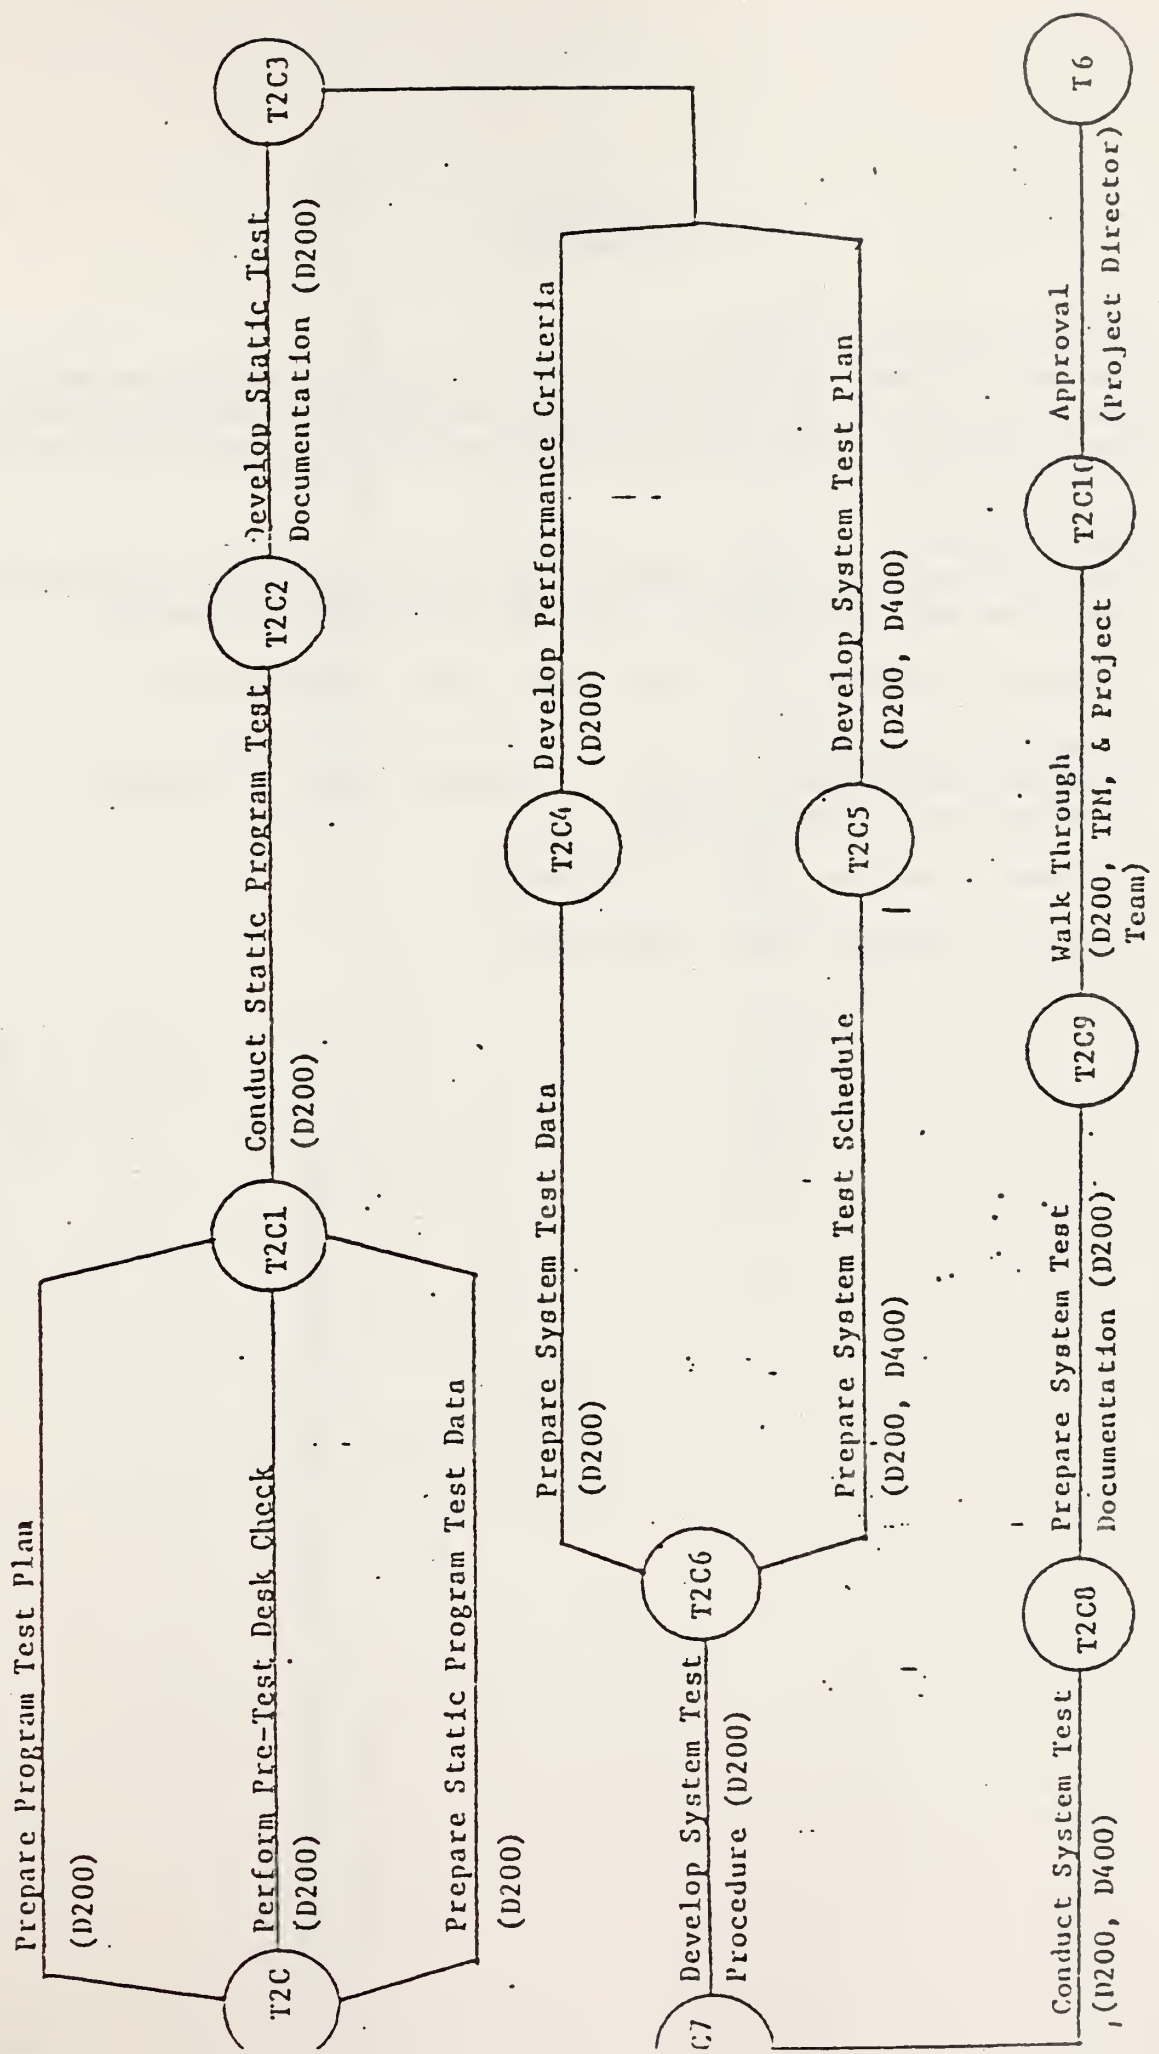 Prepare Program Test Plan
(D200)
T2C
Perform Pre-Test Desk Check
(D200)
Prepare Static Program Test Data
(D200)
T2C1
Conduct Static Program Test
(D200)
T2C2
Develop Static Test
Documentation (D200)
T2C3
Develop Performance Criteria
(D200)
T2C4
Prepare System Test Data
(D200)
Develop System Test Plan
(D200, D400)
T2C5
Prepare System Test Schedule
(D200, D400)
T2C6
Develop System Test
Procedure (D200)
C7
Conduct System Test
(D200, D400)
T2C8
Prepare System Test
Documentation (D200)
T2C9
Walk Through
(D200, TPM, & Project
Team)
T2C10
Approval
(Project Director)
T6